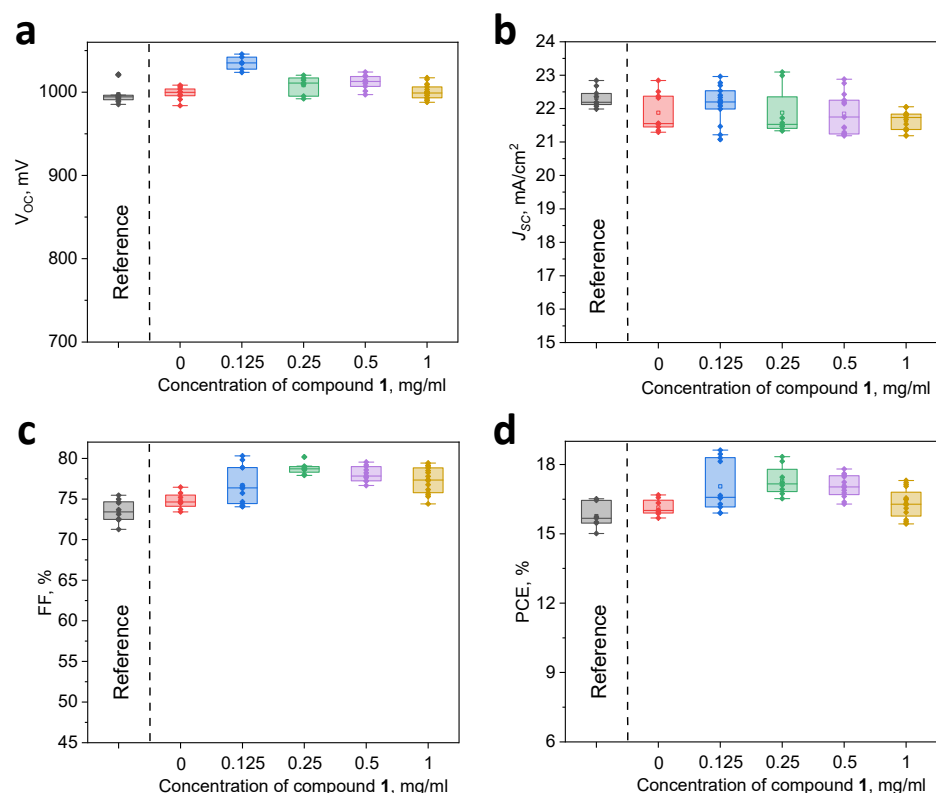 a
V_OC, mV
1000
900
800
700
Reference
0 0.125 0.25 0.5 1
Concentration of compound 1, mg/ml
b
J_SC, mA/cm²
24
23
22
21
20
19
18
17
16
15
Reference
0 0.125 0.25 0.5 1
Concentration of compound 1, mg/ml
c
FF, %
80
75
70
65
60
55
50
45
Reference
0 0.125 0.25 0.5 1
Concentration of compound 1, mg/ml
d
PCE, %
18
15
12
9
6
Reference
0 0.125 0.25 0.5 1
Concentration of compound 1, mg/ml